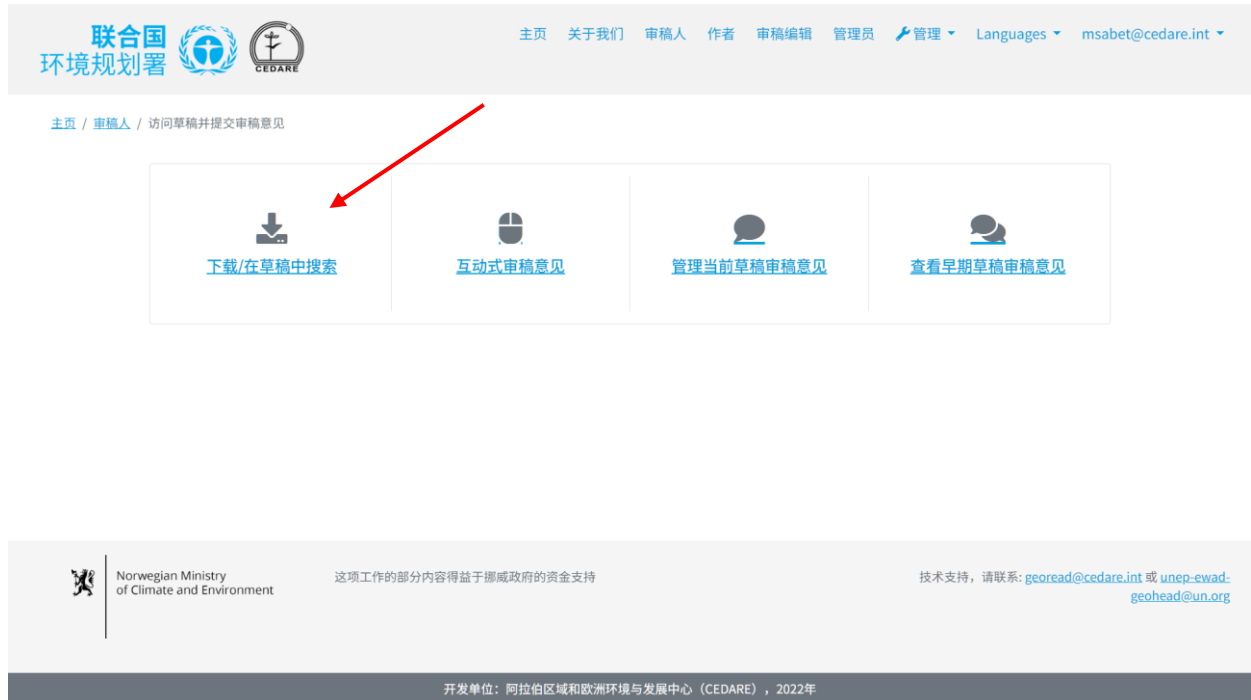 联合国
环境规划署
CEDARE
主页 关于我们 审稿人 作者 审稿编辑 管理员 管理 Languages msabet@cedare.int
主页 / 审稿人 / 访问草稿并提交审稿意见
下载/在草稿中搜索
互动式审稿意见
管理当前草稿审稿意见
查看早期草稿审稿意见
Norwegian Ministry
of Climate and Environment
这项工作的部分内容得益于挪威政府的资金支持
技术支持，请联系: georead@cedare.int 或 unep-ewad-
geohead@un.org
开发单位：阿拉伯区域和欧洲环境与发展中心（CEDARE），2022年